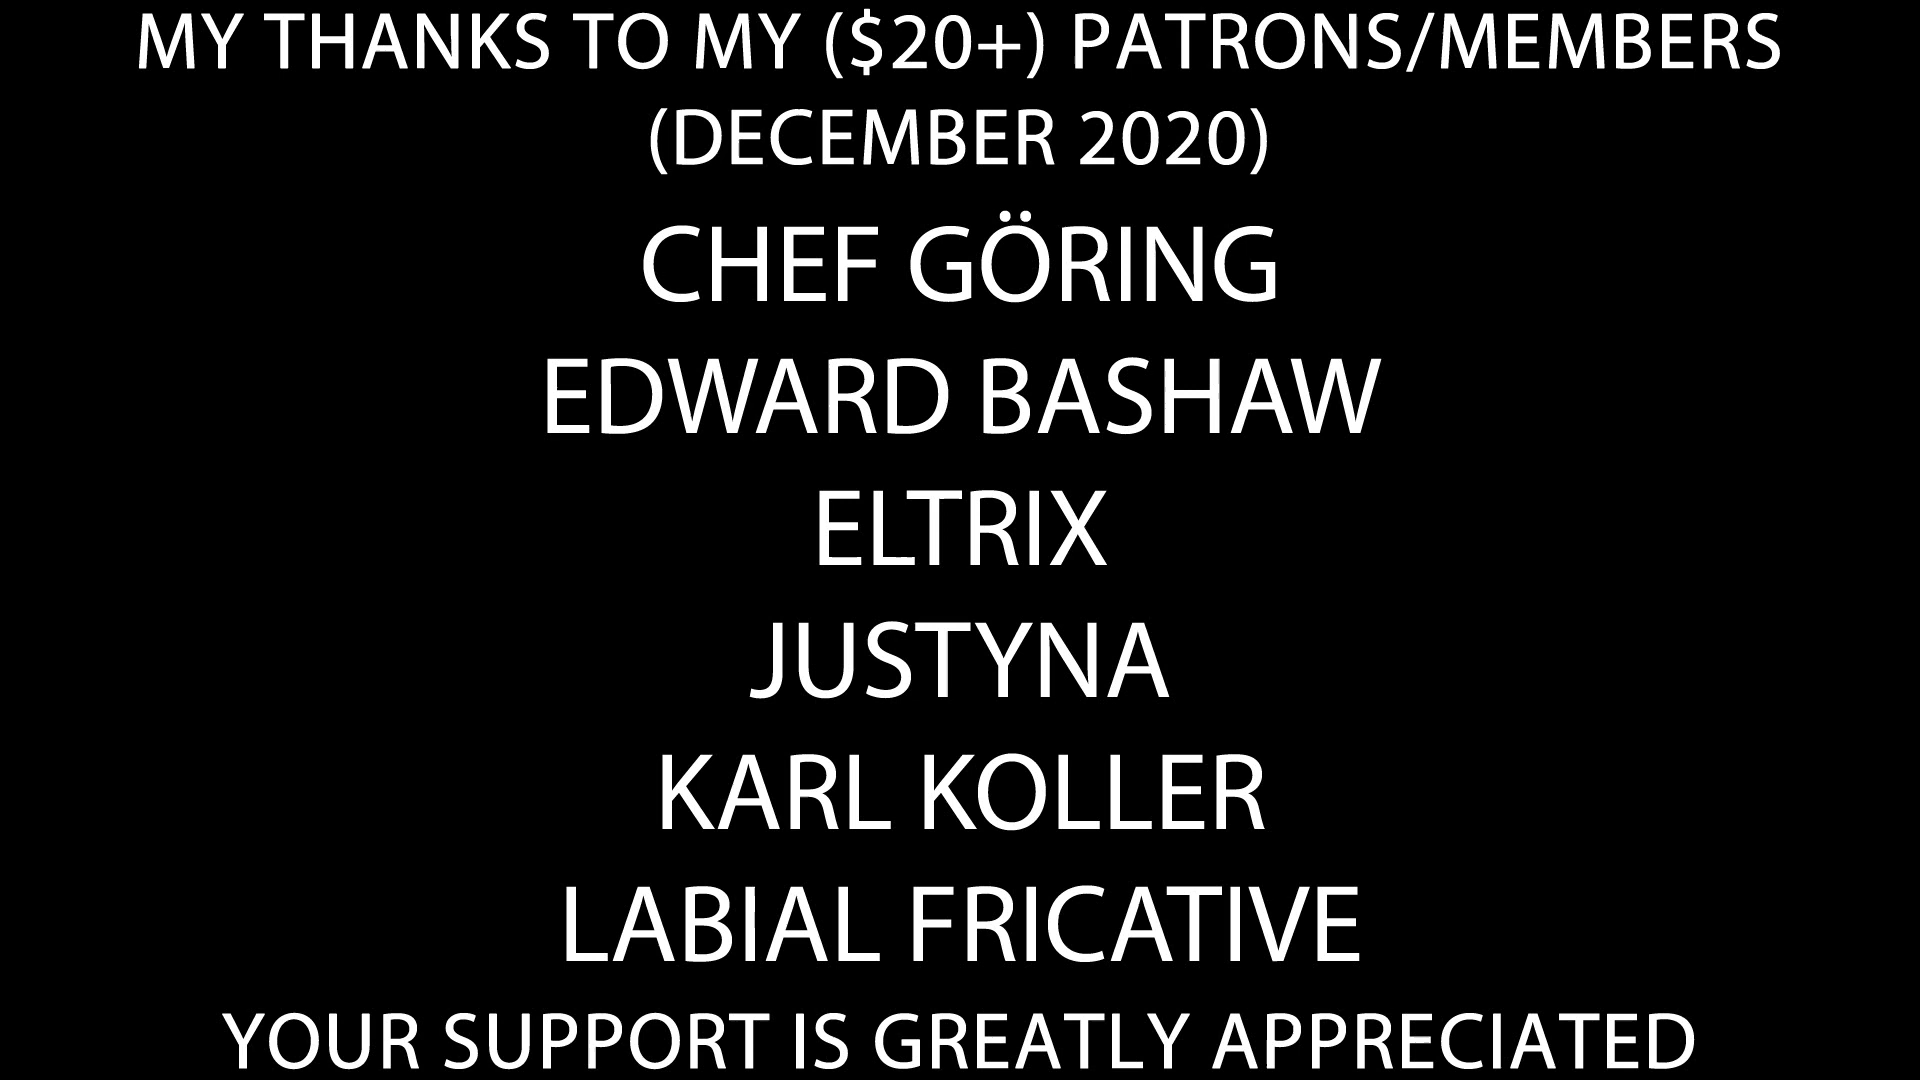 MY THANKS TO MY ($20+) PATRONS/MEMBERS
(DECEMBER 2020)
CHEF GÖRING
EDWARD BASHAW
ELTRIX
JUSTYNA
KARL KOLLER
LABIAL FRICATIVE
YOUR SUPPORT IS GREATLY APPRECIATED